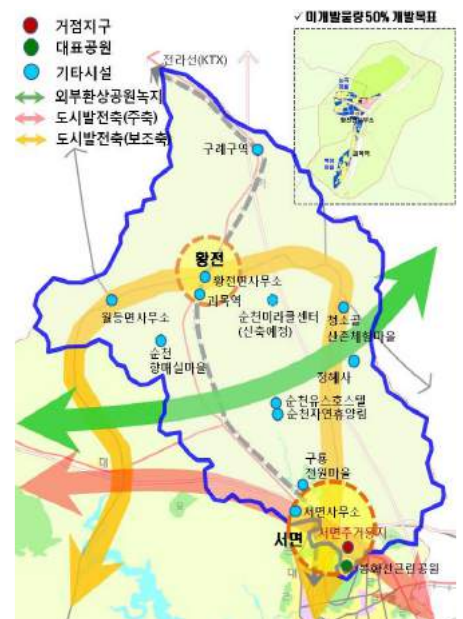 거점지구
대표공원
기타시설
외부환상공원녹지
도시발전축(주축)
도시발전축(보조축)
✓ 미개발물량50% 개발목표
전라선(KTX)
구례구역
황전
황전면사무소
괴목역
월등면사무소
순천미라클센터
(신축예정)
청소골
산촌체험마을
순천
향매실마을
정혜사
순천유스호스텔
순천자연휴양림
구룡
전원마을
서면사무소
서면
서면주거용지
봉화산근린공원